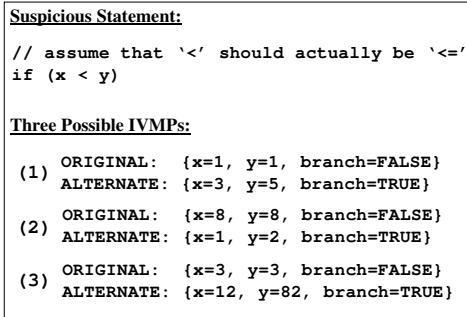 Suspicious Statement:
// assume that ‘<’ should actually be ‘<=’
if (x < y)
Three Possible IVMPs:
(1) ORIGINAL: {x=1, y=1, branch=FALSE}
ALTERNATE: {x=3, y=5, branch=TRUE}
(2) ORIGINAL: {x=8, y=8, branch=FALSE}
ALTERNATE: {x=1, y=2, branch=TRUE}
(3) ORIGINAL: {x=3, y=3, branch=FALSE}
ALTERNATE: {x=12, y=82, branch=TRUE}